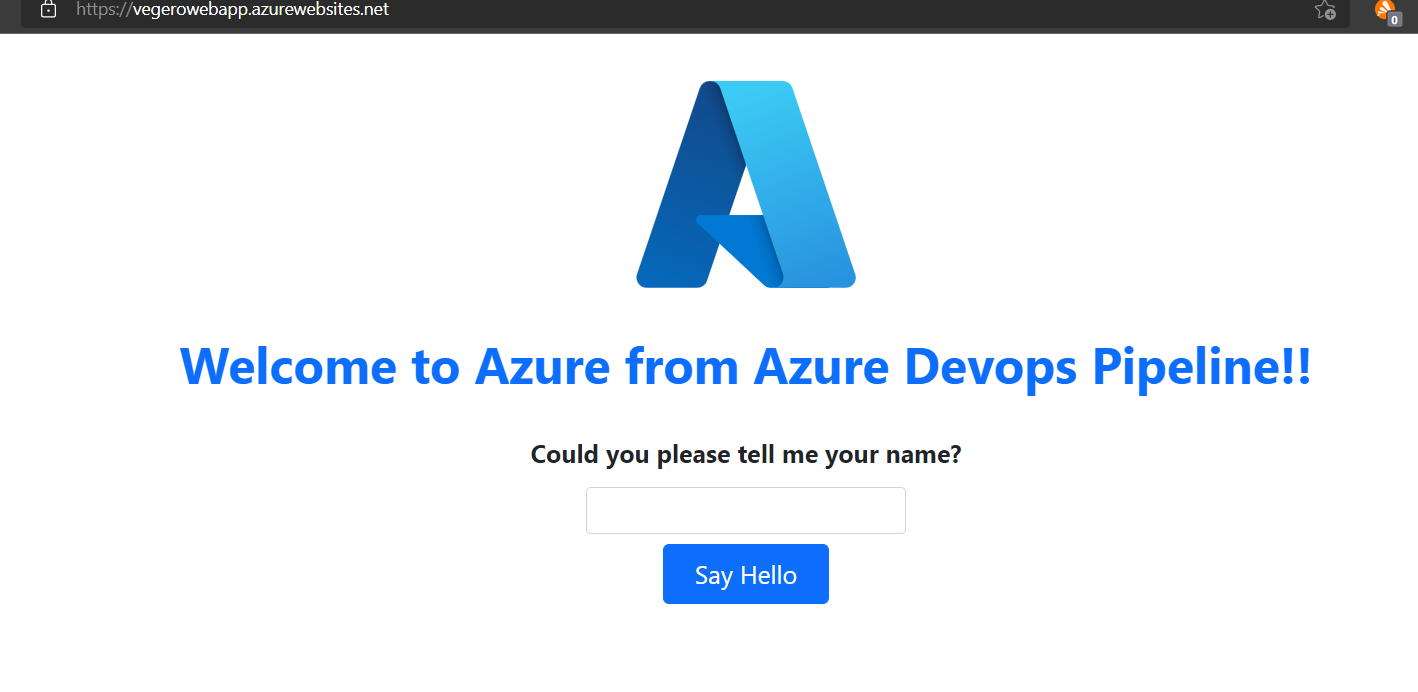 https://vegerowebapp.azurewebsites.net
0
Welcome to Azure from Azure Devops Pipeline!!
Could you please tell me your name?
Say Hello